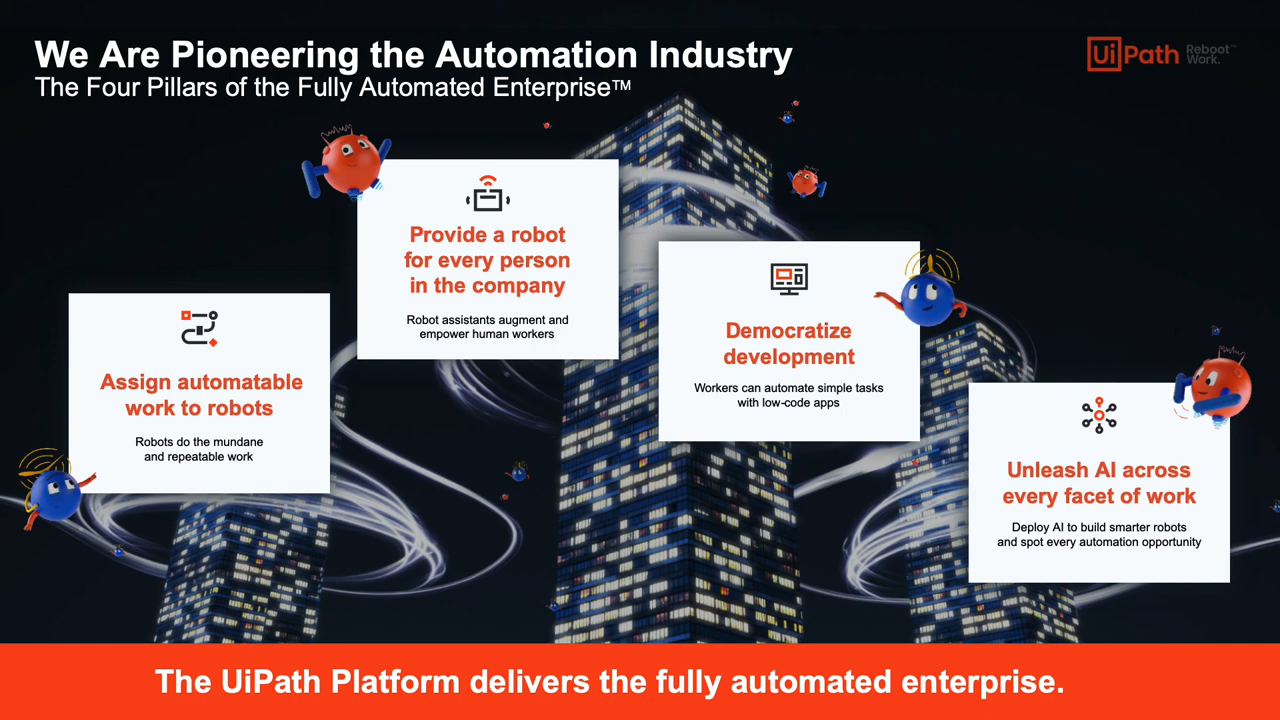 We Are Pioneering the Automation Industry
The Four Pillars of the Fully Automated Enterprise™
UiPath Reboot
Work.™
Provide a robot
for every person
in the company
Robot assistants augment and
empower human workers
Democratize
development
Workers can automate simple tasks
with low-code apps
Assign automatable
work to robots
Robots do the mundane
and repeatable work
Unleash AI across
every facet of work
Deploy AI to build smarter robots
and spot every automation opportunity
The UiPath Platform delivers the fully automated enterprise.